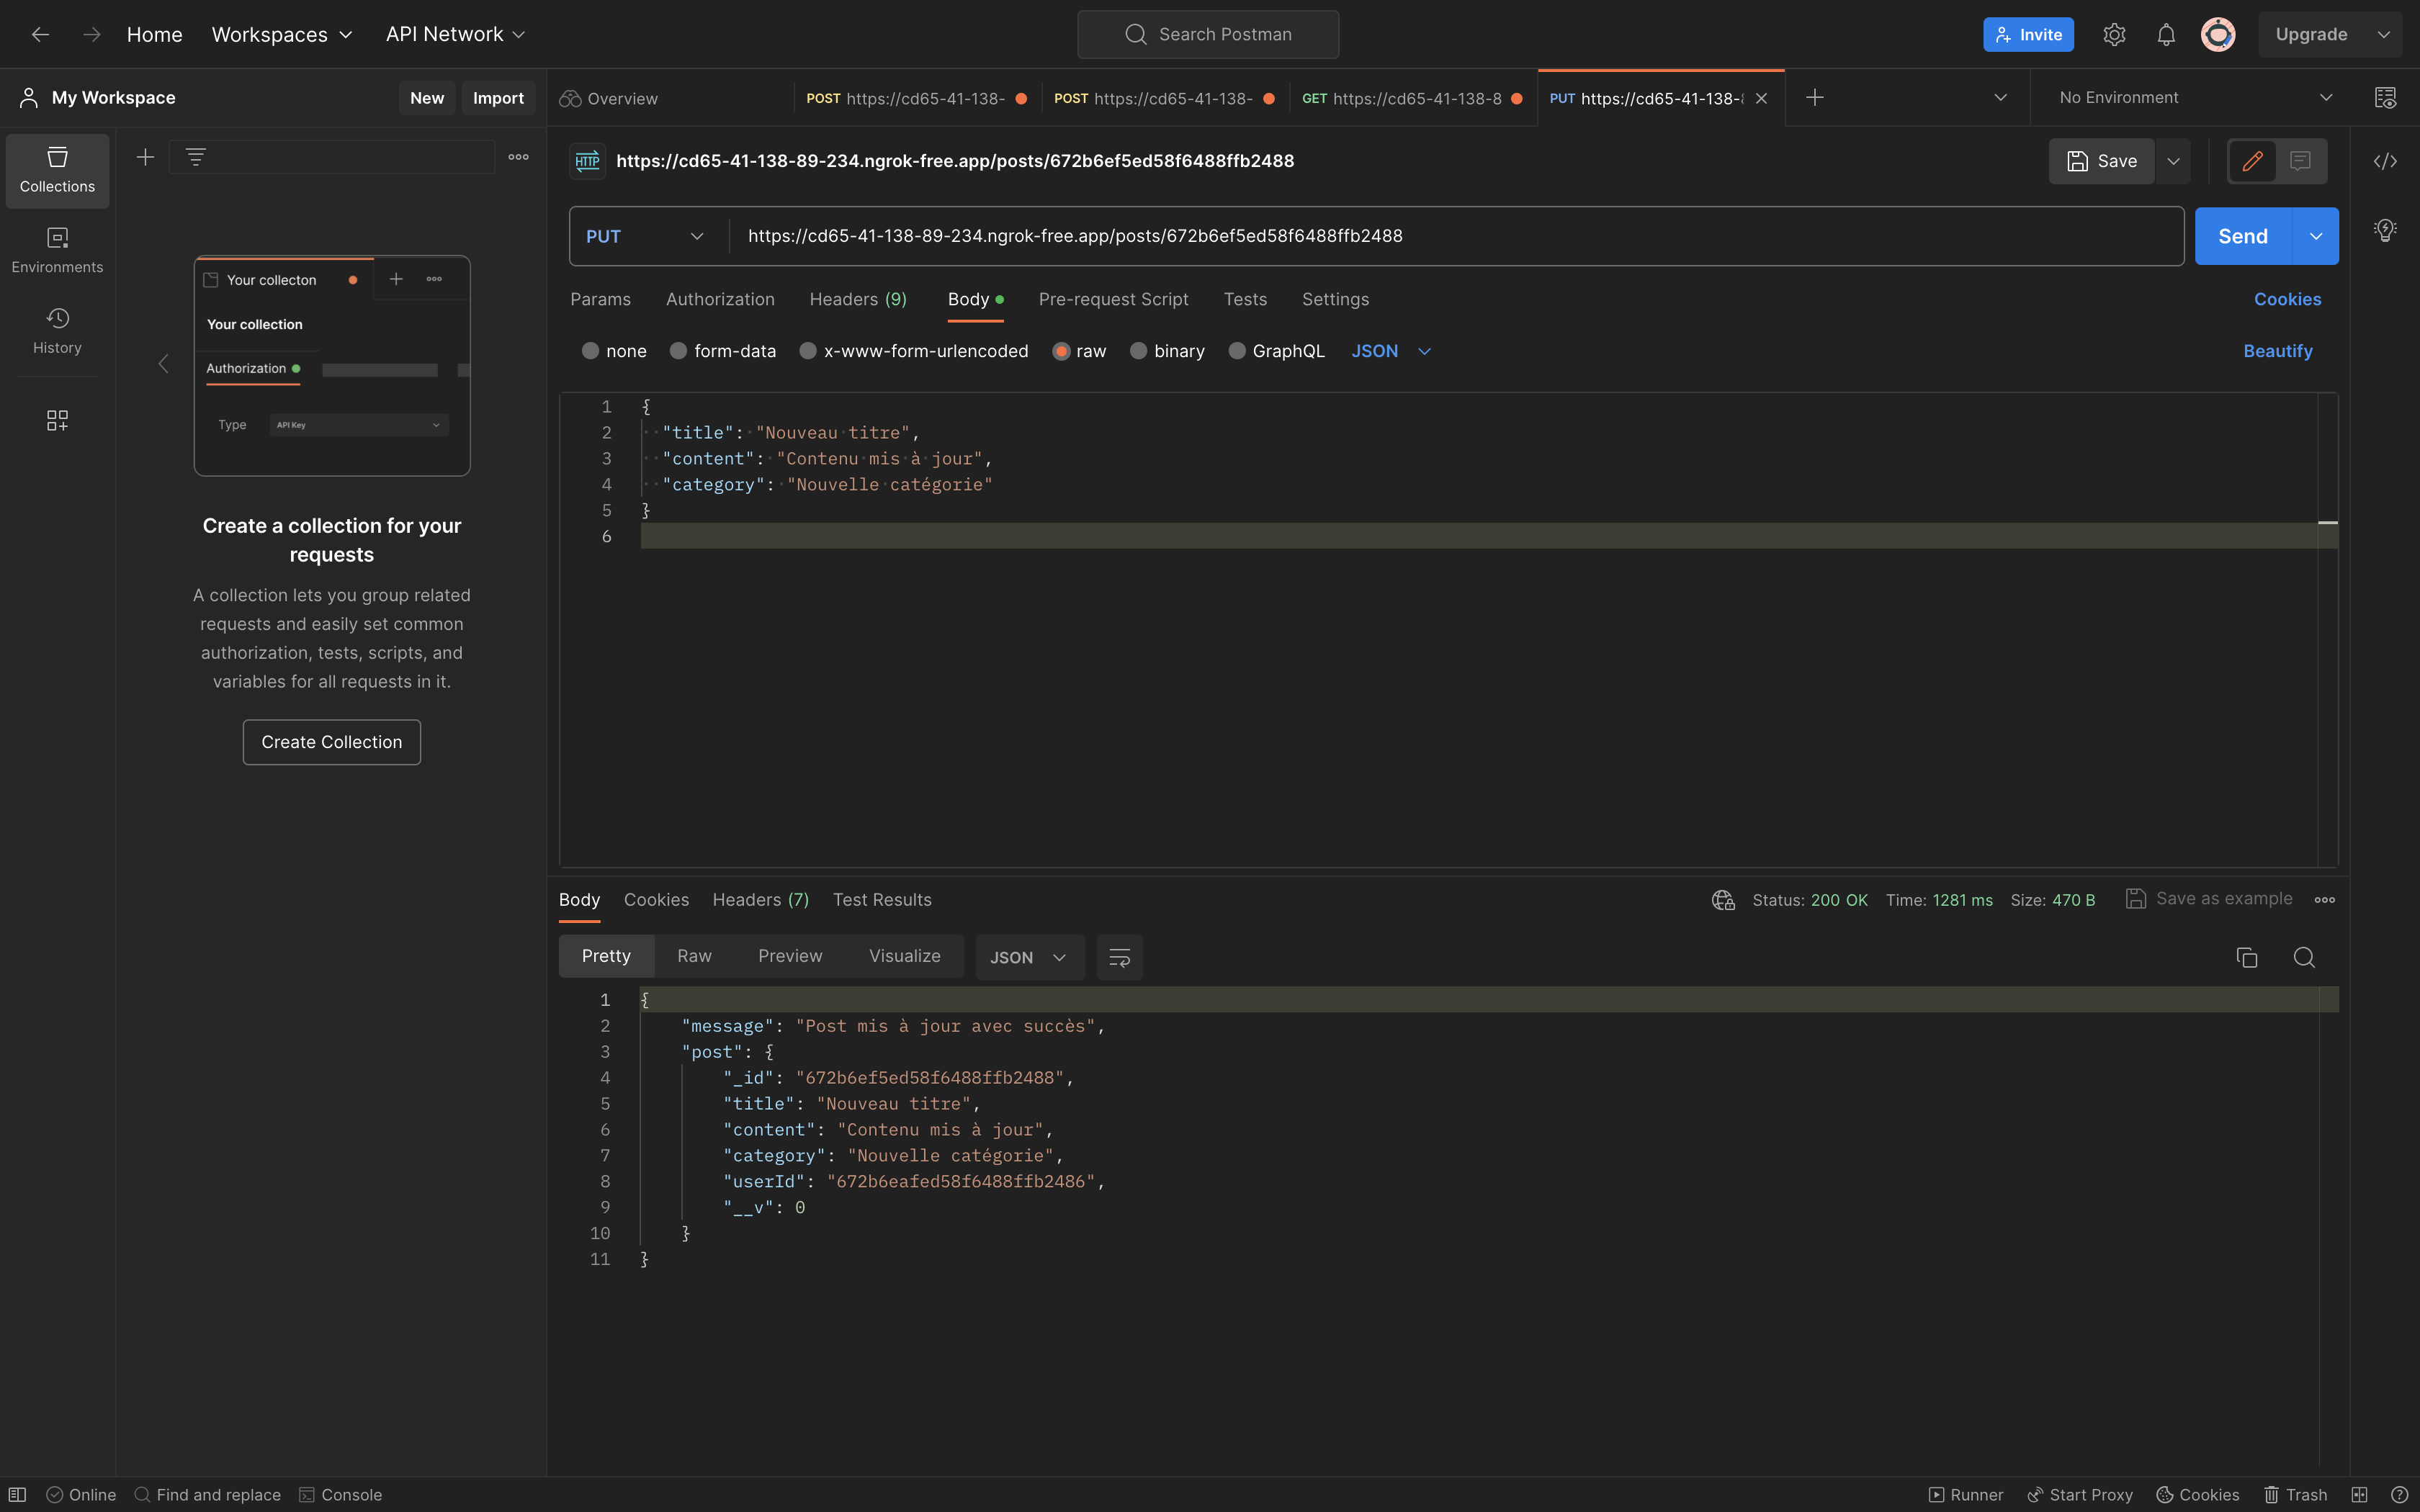 Home Workspaces API Network Search Postman Invite Upgrade
My Workspace New Import
Overview POST https://cd65-41-138- POST https://cd65-41-138- GET https://cd65-41-138-8 PUT https://cd65-41-138- No Environment
Collections
Environments
History
Your collecton
Your collection
Authorization
Type API Key
Create a collection for your
requests
A collection lets you group related
requests and easily set common
authorization, tests, scripts, and
variables for all requests in it.
Create Collection
HTTP https://cd65-41-138-89-234.ngrok-free.app/posts/672b6ef5ed58f6488ffb2488 Save
PUT https://cd65-41-138-89-234.ngrok-free.app/posts/672b6ef5ed58f6488ffb2488 Send
Params Authorization Headers (9) Body Pre-request Script Tests Settings Cookies
none form-data x-www-form-urlencoded raw binary GraphQL JSON Beautify
1 {
2 "title": "Nouveau titre",
3 "content": "Contenu mis à jour",
4 "category": "Nouvelle catégorie"
5 }
6
Body Cookies Headers (7) Test Results Status: 200 OK Time: 1281 ms Size: 470 B Save as example
Pretty Raw Preview Visualize JSON
1 {
2 "message": "Post mis à jour avec succès",
3 "post": {
4 "_id": "672b6ef5ed58f6488ffb2488",
5 "title": "Nouveau titre",
6 "content": "Contenu mis à jour",
7 "category": "Nouvelle catégorie",
8 "userId": "672b6eafed58f6488ffb2486",
9 "__v": 0
10 }
11 }
Online Find and replace Console Runner Start Proxy Cookies Trash